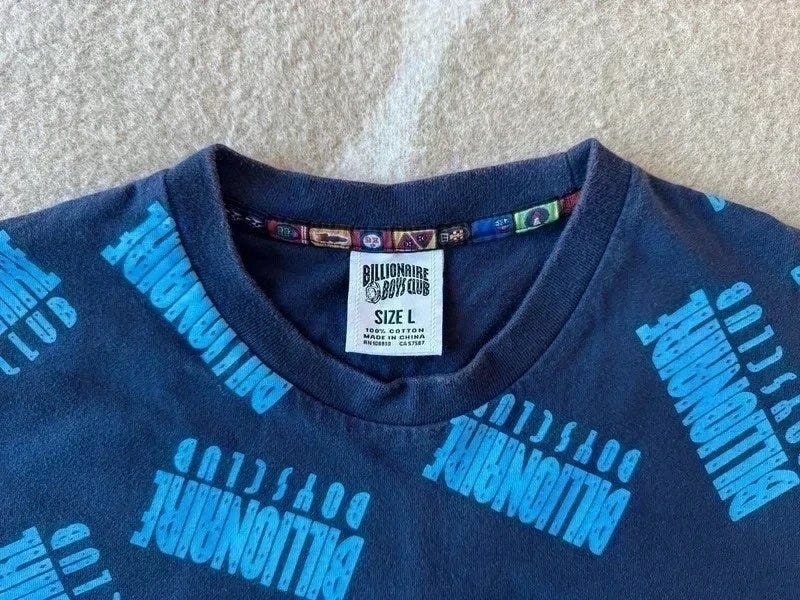 BILLIONAIRE
BOYS CLUB
SIZE L
100% COTTON
MADE IN CHINA
CLUB
BILLIONAIRE
BILLIONAIRE
BOYS CLUB
BILLIONAIRE
BOYS CLUB
BILLIONAIRE
BOYS CLUB
CLUB